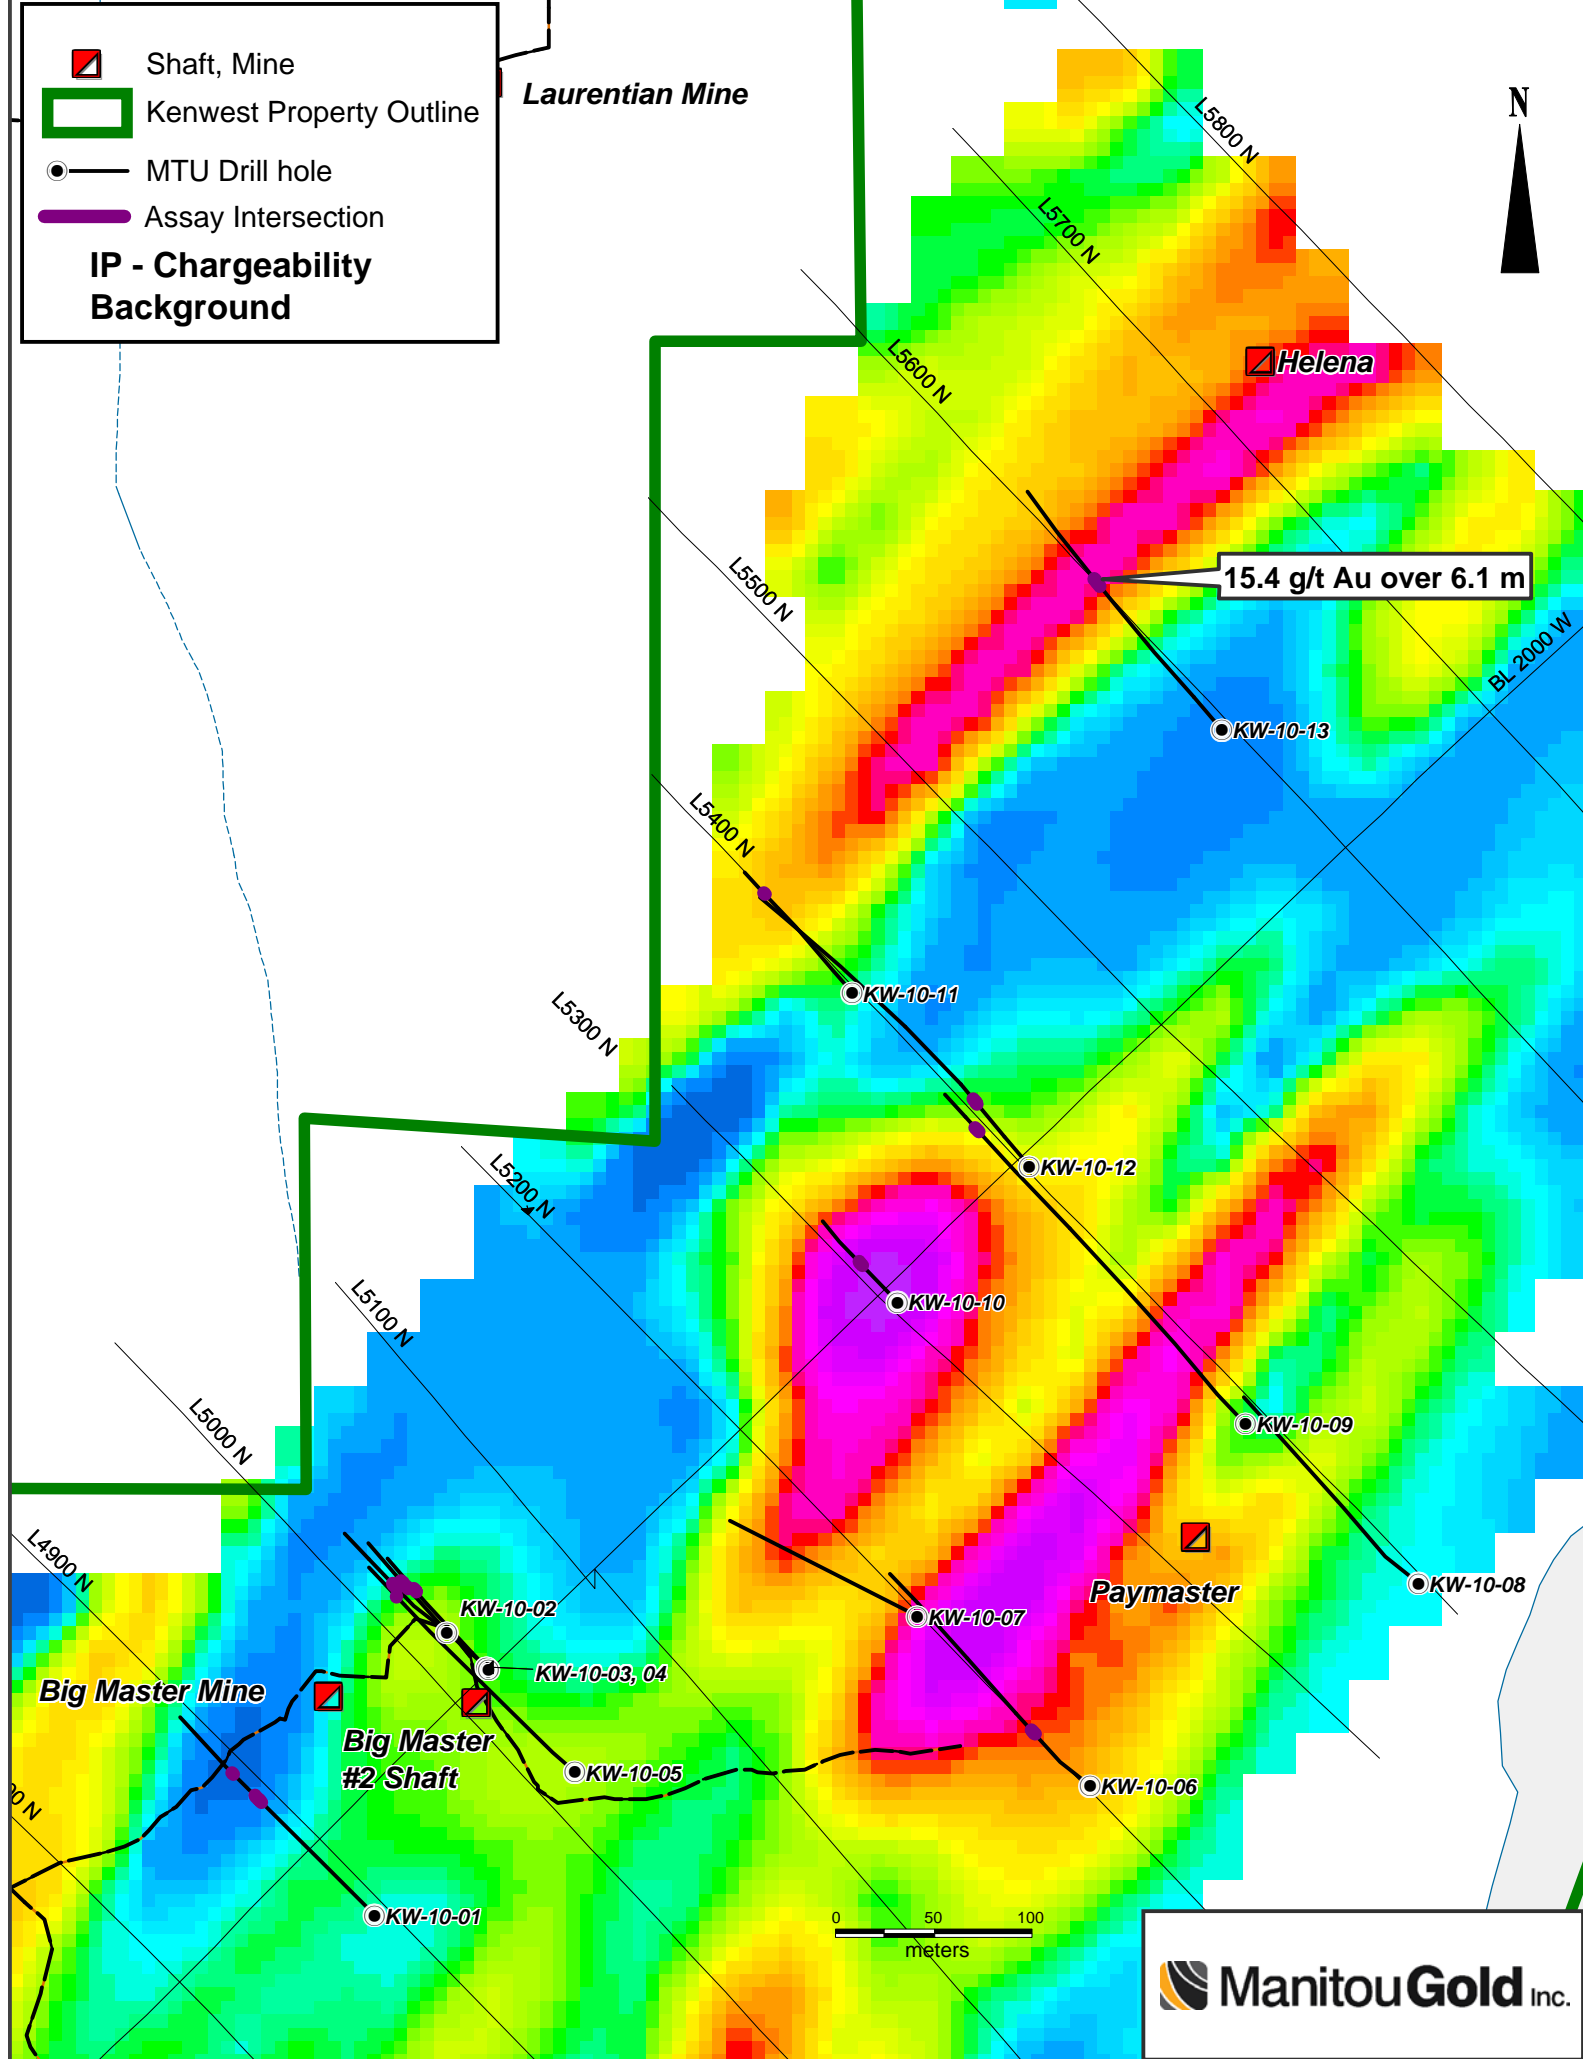 Shaft, Mine
Kenwest Property Outline
MTU Drill hole
Assay Intersection
IP - Chargeability
Background
Laurentian Mine
N
L5800 N
L5700 N
L5600 N
Helena
L5500 N
15.4 g/t Au over 6.1 m
BL 2000 W
KW-10-13
L5400 N
KW-10-11
L5300 N
KW-10-12
L5200 N
KW-10-10
L5100 N
L5000 N
KW-10-09
L4900 N
KW-10-08
Paymaster
KW-10-02
KW-10-07
KW-10-03, 04
Big Master Mine
Big Master
#2 Shaft
KW-10-05
KW-10-06
0 N
KW-10-01
0 50 100
meters
ManitouGold Inc.